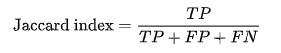 Jaccard index = TP / (TP + FP + FN)